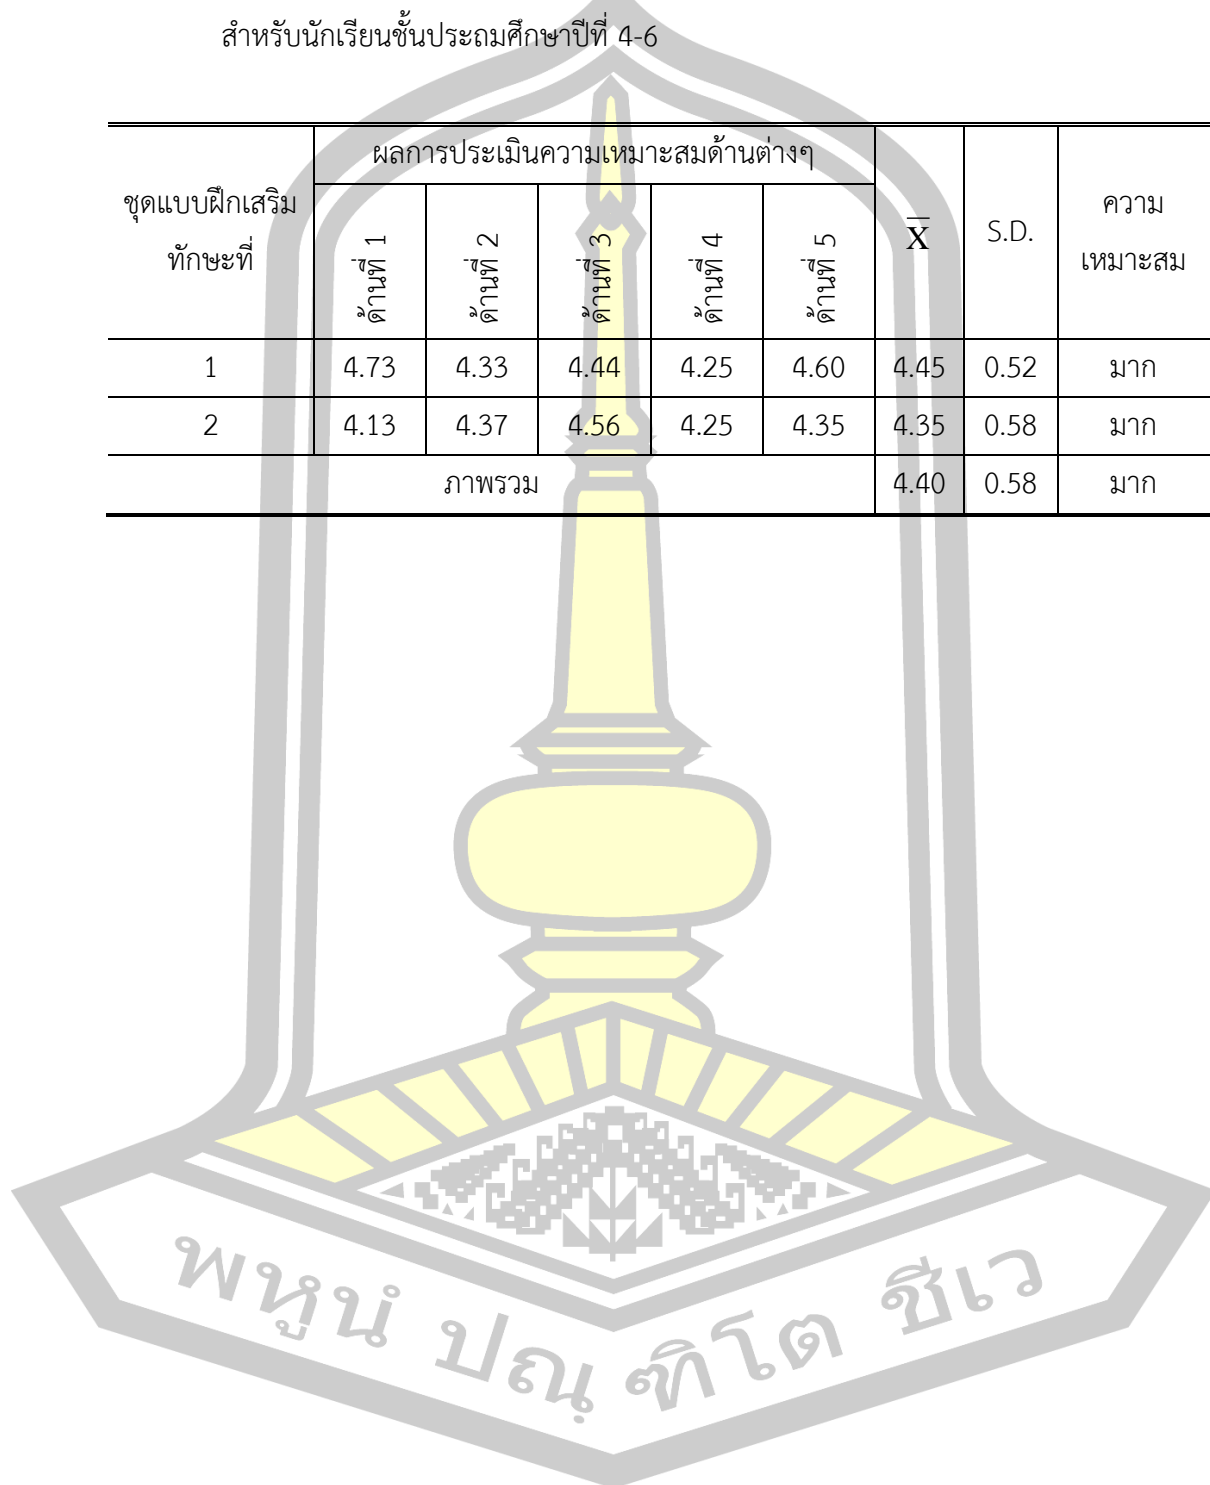 สำหรับนักเรียนชั้นประถมศึกษาปีที่ 4-6
ชุดแบบฝึกเสริมทักษะที่ ผลการประเมินความเหมาะสมด้านต่างๆ X̄ S.D. ความเหมาะสม
ด้านที่ 1 ด้านที่ 2 ด้านที่ 3 ด้านที่ 4 ด้านที่ 5
1 4.73 4.33 4.44 4.25 4.60 4.45 0.52 มาก
2 4.13 4.37 4.56 4.25 4.35 4.35 0.58 มาก
ภาพรวม 4.40 0.58 มาก
พหูนํ ปณฺฑิโต ชีเว